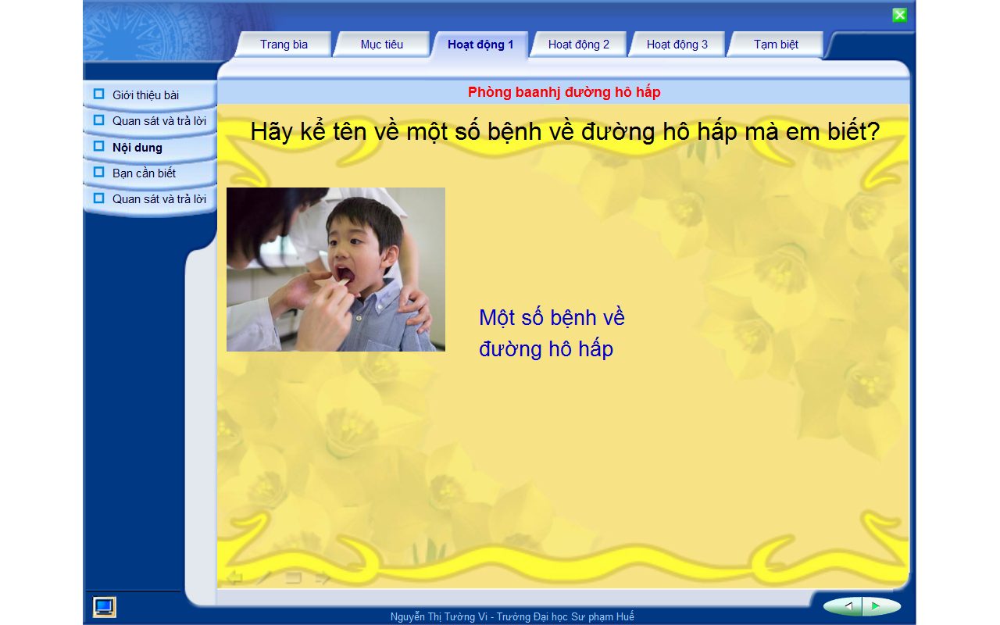 Trang bìa
Mục tiêu
Hoạt động 1
Hoạt động 2
Hoạt động 3
Tạm biệt
Giới thiệu bài
Quan sát và trả lời
Nội dung
Bạn cần biết
Quan sát và trả lời
Phòng baanhj đường hô hấp
Hãy kể tên về một số bệnh về đường hô hấp mà em biết?
Một số bệnh về
đường hô hấp
Nguyễn Thị Tường Vi - Trường Đại học Sư phạm Huế